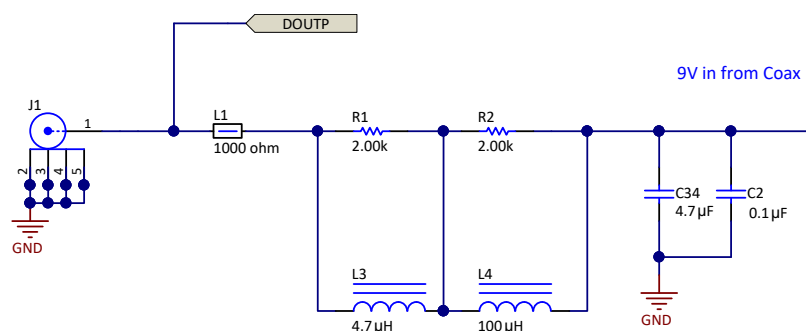 DOUTP
9V in from Coax
J1
1
L1
1000 ohm
R1
2.00k
R2
2.00k
2
3
4
5
GND
C34
4.7µF
C2
0.1µF
L3
4.7µH
L4
100µH
GND